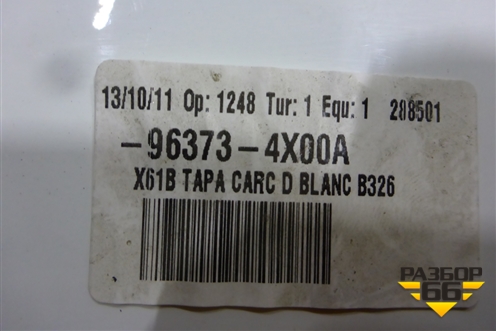 13/10/11 Op: 1248 Tur: 1 Equ: 1 288501
-96373-4X00A
X61B TAPA CARC D BLANC B326
РАЗБОР
66